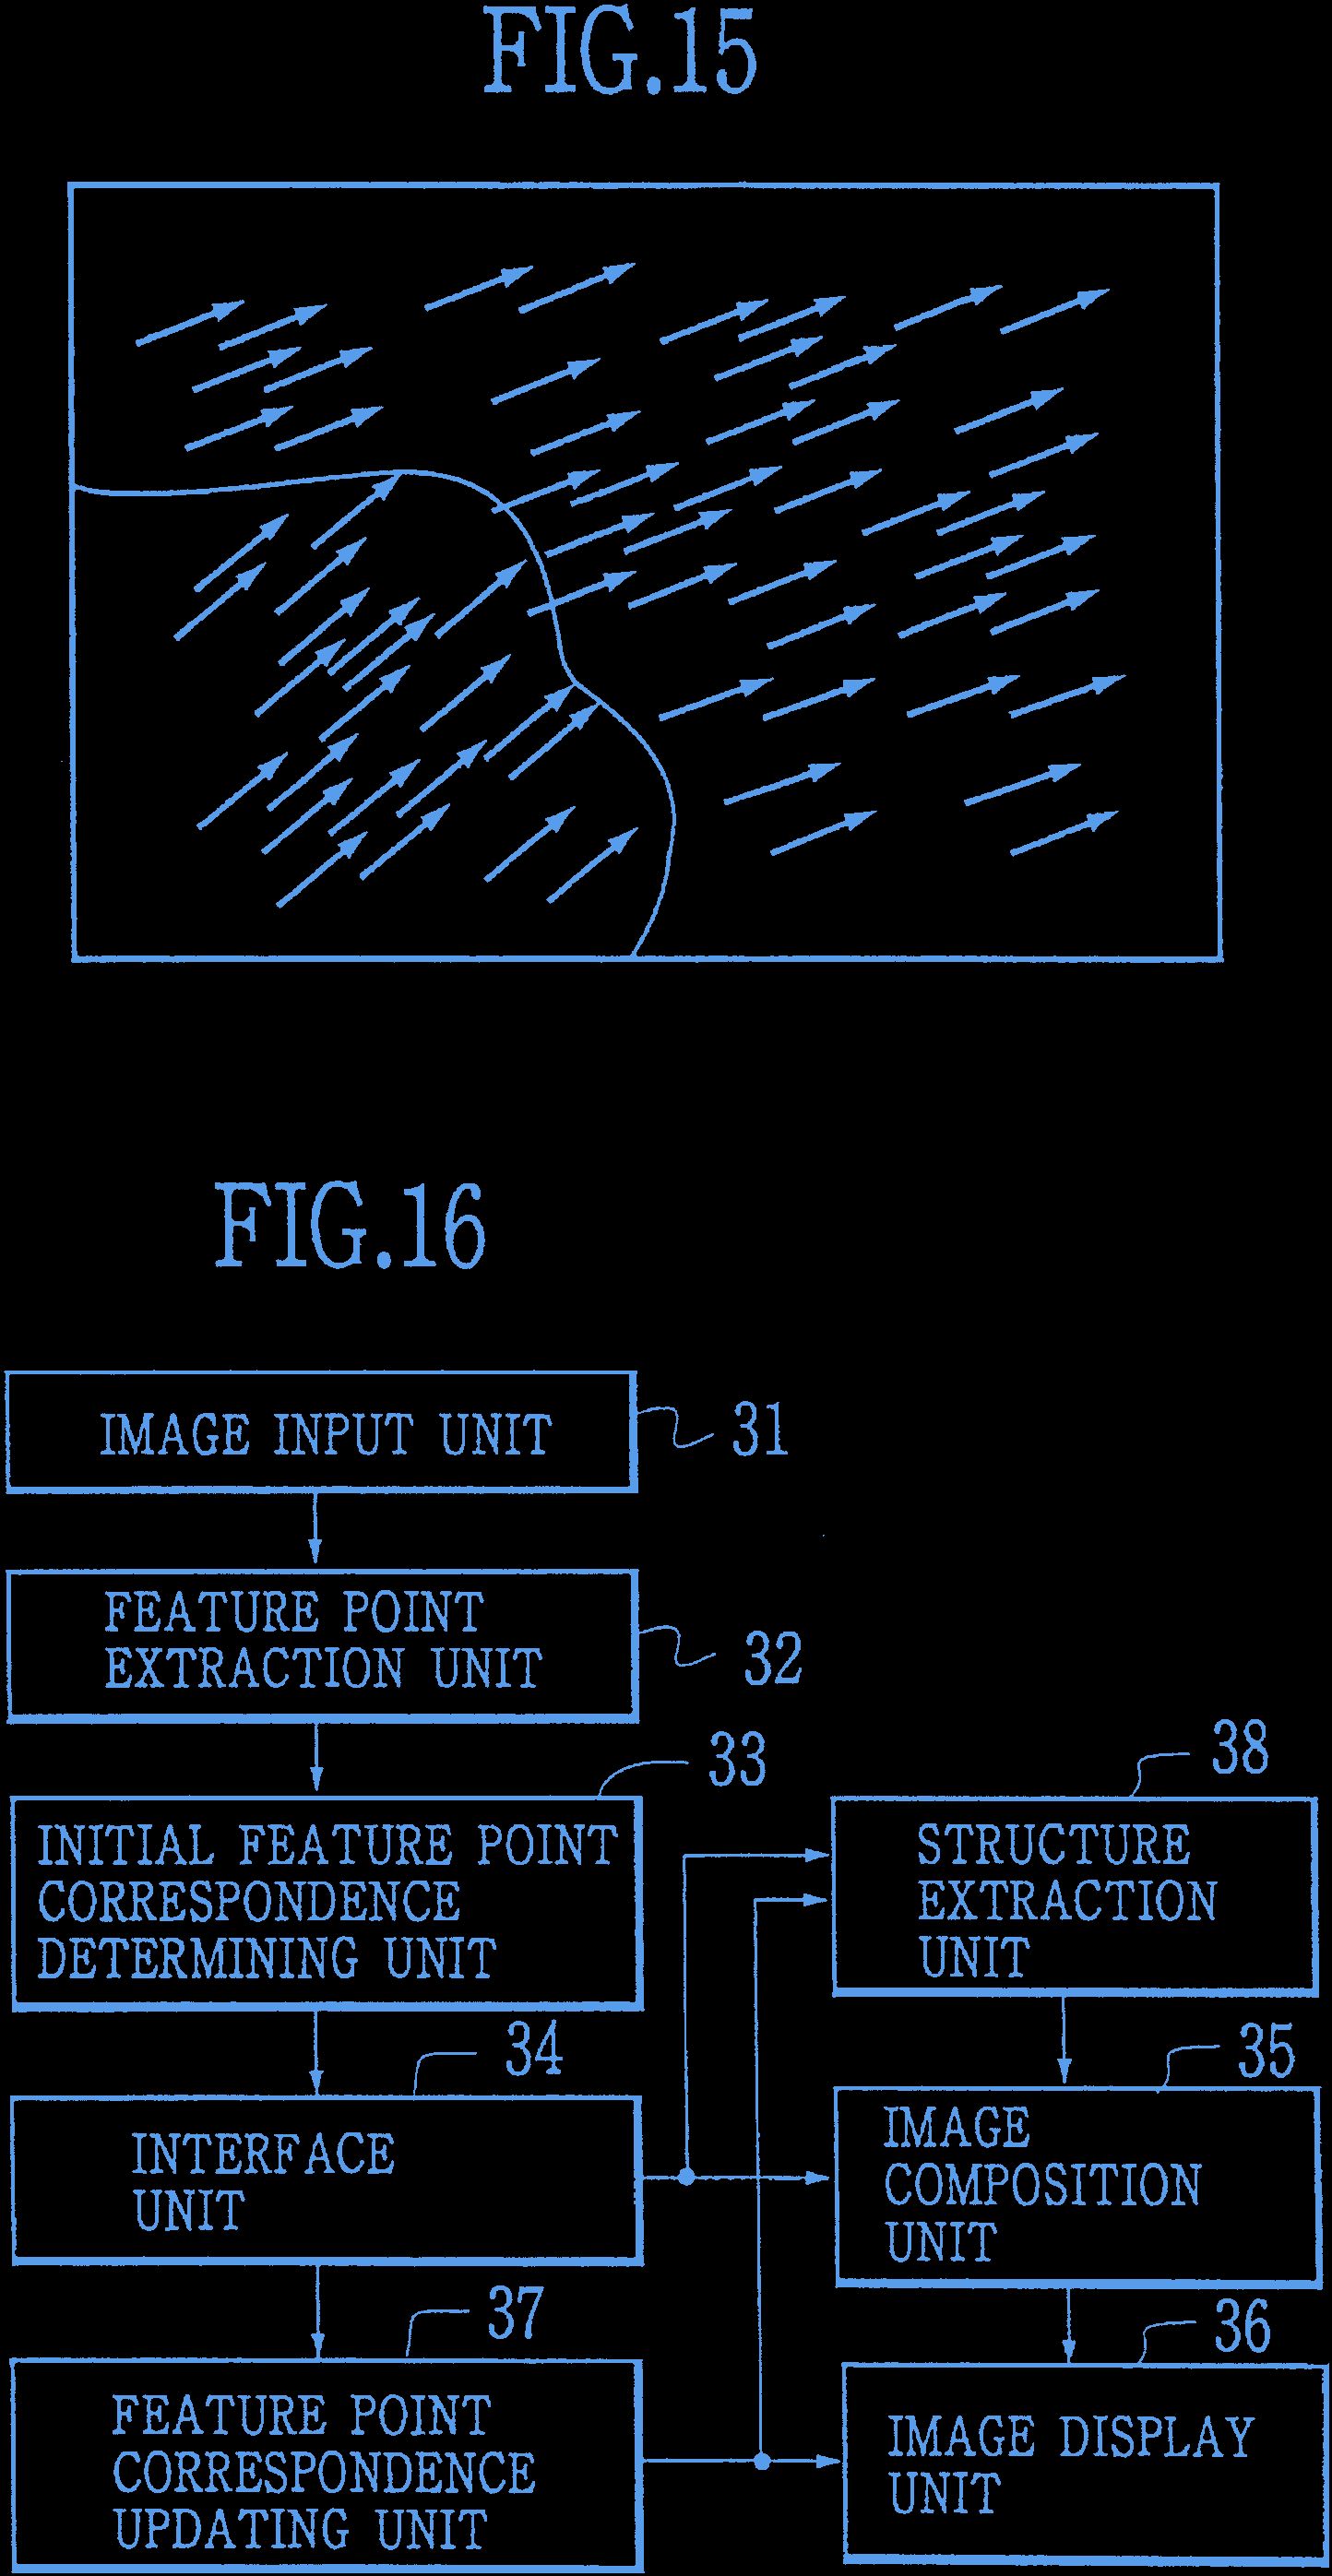 FIG.15
FIG.16
IMAGE INPUT UNIT
31
FEATURE POINT
EXTRACTION UNIT
32
33
INITIAL FEATURE POINT
CORRESPONDENCE
DETERMINING UNIT
38
STRUCTURE
EXTRACTION
UNIT
34
INTERFACE
UNIT
35
IMAGE
COMPOSITION
UNIT
37
FEATURE POINT
CORRESPONDENCE
UPDATING UNIT
36
IMAGE DISPLAY
UNIT